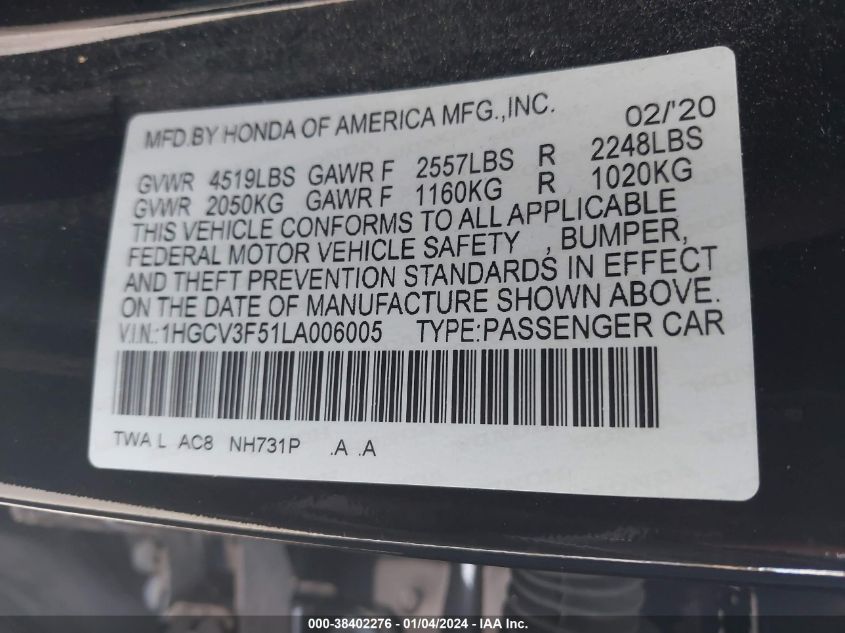 MFD.BY HONDA OF AMERICA MFG.,INC. 02/'20
GVWR 4519LBS GAWR F 2557LBS R 2248LBS
GVWR 2050KG GAWR F 1160KG R 1020KG
THIS VEHICLE CONFORMS TO ALL APPLICABLE
FEDERAL MOTOR VEHICLE SAFETY , BUMPER,
AND THEFT PREVENTION STANDARDS IN EFFECT
ON THE DATE OF MANUFACTURE SHOWN ABOVE.
V.I.N.:1HGCV3F51LA006005 TYPE:PASSENGER CAR
TWA L AC8 NH731P .A .A
000-38402276 - 01/04/2024 - IAA Inc.